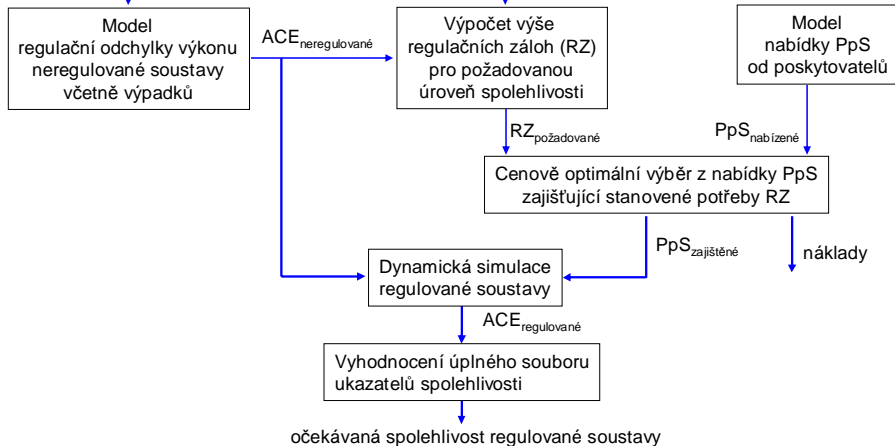 Model
regulační odchylky výkonu
neregulované soustavy
včetně výpadků
ACE neregulované
Výpočet výše
regulačních záloh (RZ)
pro požadovanou
úroveň spolehlivosti
Model
nabídky PpS
od poskytovatelů
RZ požadované
PpS nabízené
Cenově optimální výběr z nabídky PpS
zajišťující stanovené potřeby RZ
PpS zajištěné
náklady
Dynamická simulace
regulované soustavy
ACE regulované
Vyhodnocení úplného souboru
ukazatelů spolehlivosti
očekávaná spolehlivost regulované soustavy